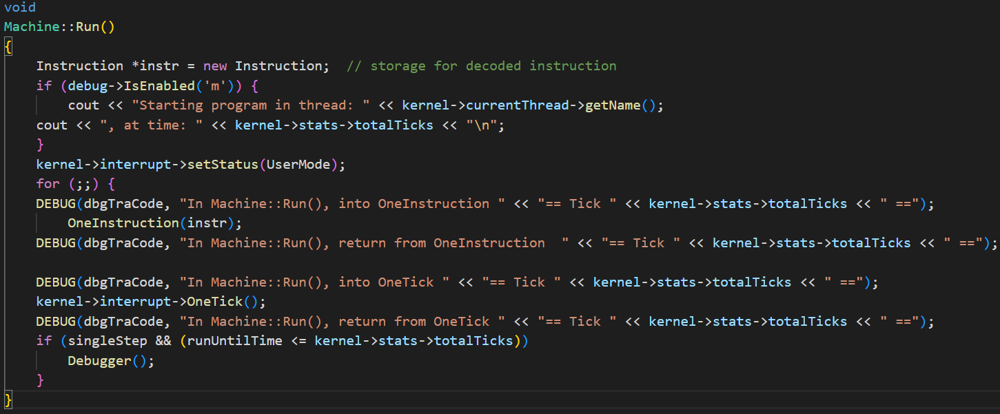 void
Machine::Run()
{
    Instruction *instr = new Instruction;  // storage for decoded instruction
    if (debug->IsEnabled('m')) {
        cout << "Starting program in thread: " << kernel->currentThread->getName();
    cout << ", at time: " << kernel->stats->totalTicks << "\n";
    }
    kernel->interrupt->setStatus(UserMode);
    for (;;) {
    DEBUG(dbgTraCode, "In Machine::Run(), into OneInstruction " << "== Tick " << kernel->stats->totalTicks << " ==");
        OneInstruction(instr);
    DEBUG(dbgTraCode, "In Machine::Run(), return from OneInstruction  " << "== Tick " << kernel->stats->totalTicks << " ==");

    DEBUG(dbgTraCode, "In Machine::Run(), into OneTick " << "== Tick " << kernel->stats->totalTicks << " ==");
    kernel->interrupt->OneTick();
    DEBUG(dbgTraCode, "In Machine::Run(), return from OneTick " << "== Tick " << kernel->stats->totalTicks << " ==");
    if (singleStep && (runUntilTime <= kernel->stats->totalTicks))
        Debugger();
    }
}